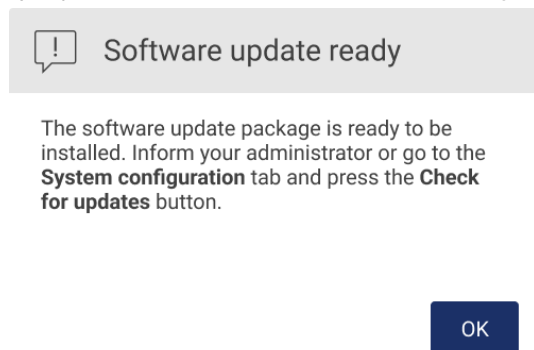 Software update ready
The software update package is ready to be
installed. Inform your administrator or go to the
System configuration tab and press the Check
for updates button.
OK